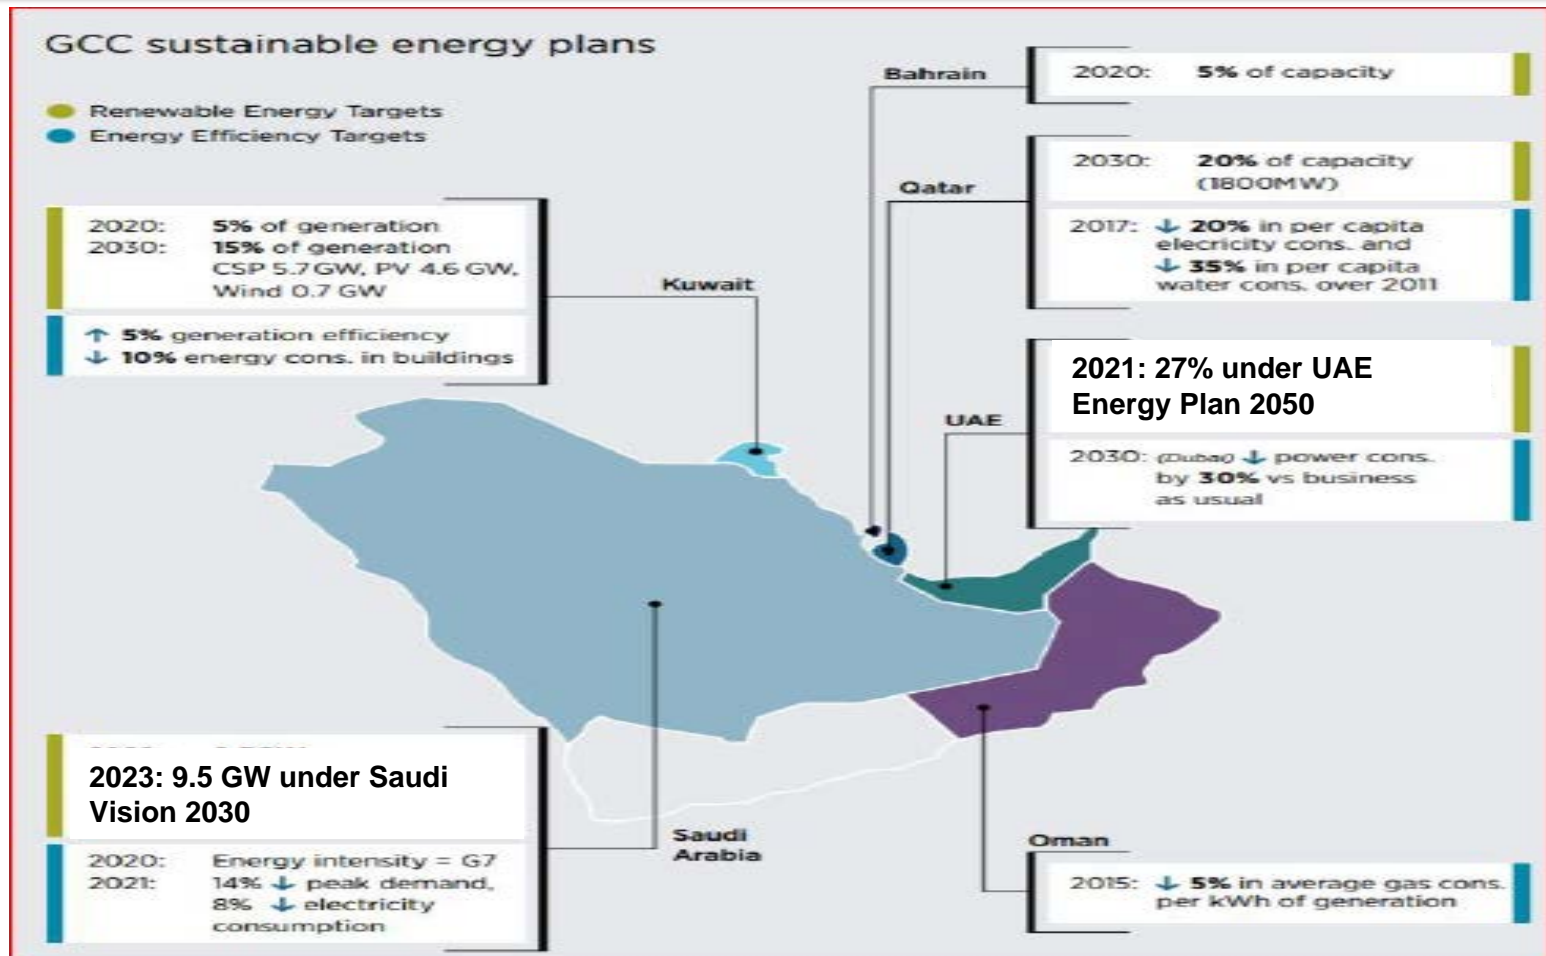 GCC sustainable energy plans
Renewable Energy Targets
Energy Efficiency Targets
Bahrain
2020: 5% of capacity
Qatar
2030: 20% of capacity
(1800MW)
2017: ↓ 20% in per capita
elecricity cons. and
↓ 35% in per capita
water cons. over 2011
Kuwait
2020: 5% of generation
2030: 15% of generation
CSP 5.7 GW, PV 4.6 GW,
Wind 0.7 GW
↑ 5% generation efficiency
↓ 10% energy cons. in buildings
UAE
2021: 27% under UAE
Energy Plan 2050
2030: (Dubai) ↓ power cons.
by 30% vs business
as usual
Saudi
Arabia
2023: 9.5 GW under Saudi
Vision 2030
2020: Energy intensity = G7
2021: 14% ↓ peak demand,
8% ↓ electricity
consumption
Oman
2015: ↓ 5% in average gas cons.
per kWh of generation